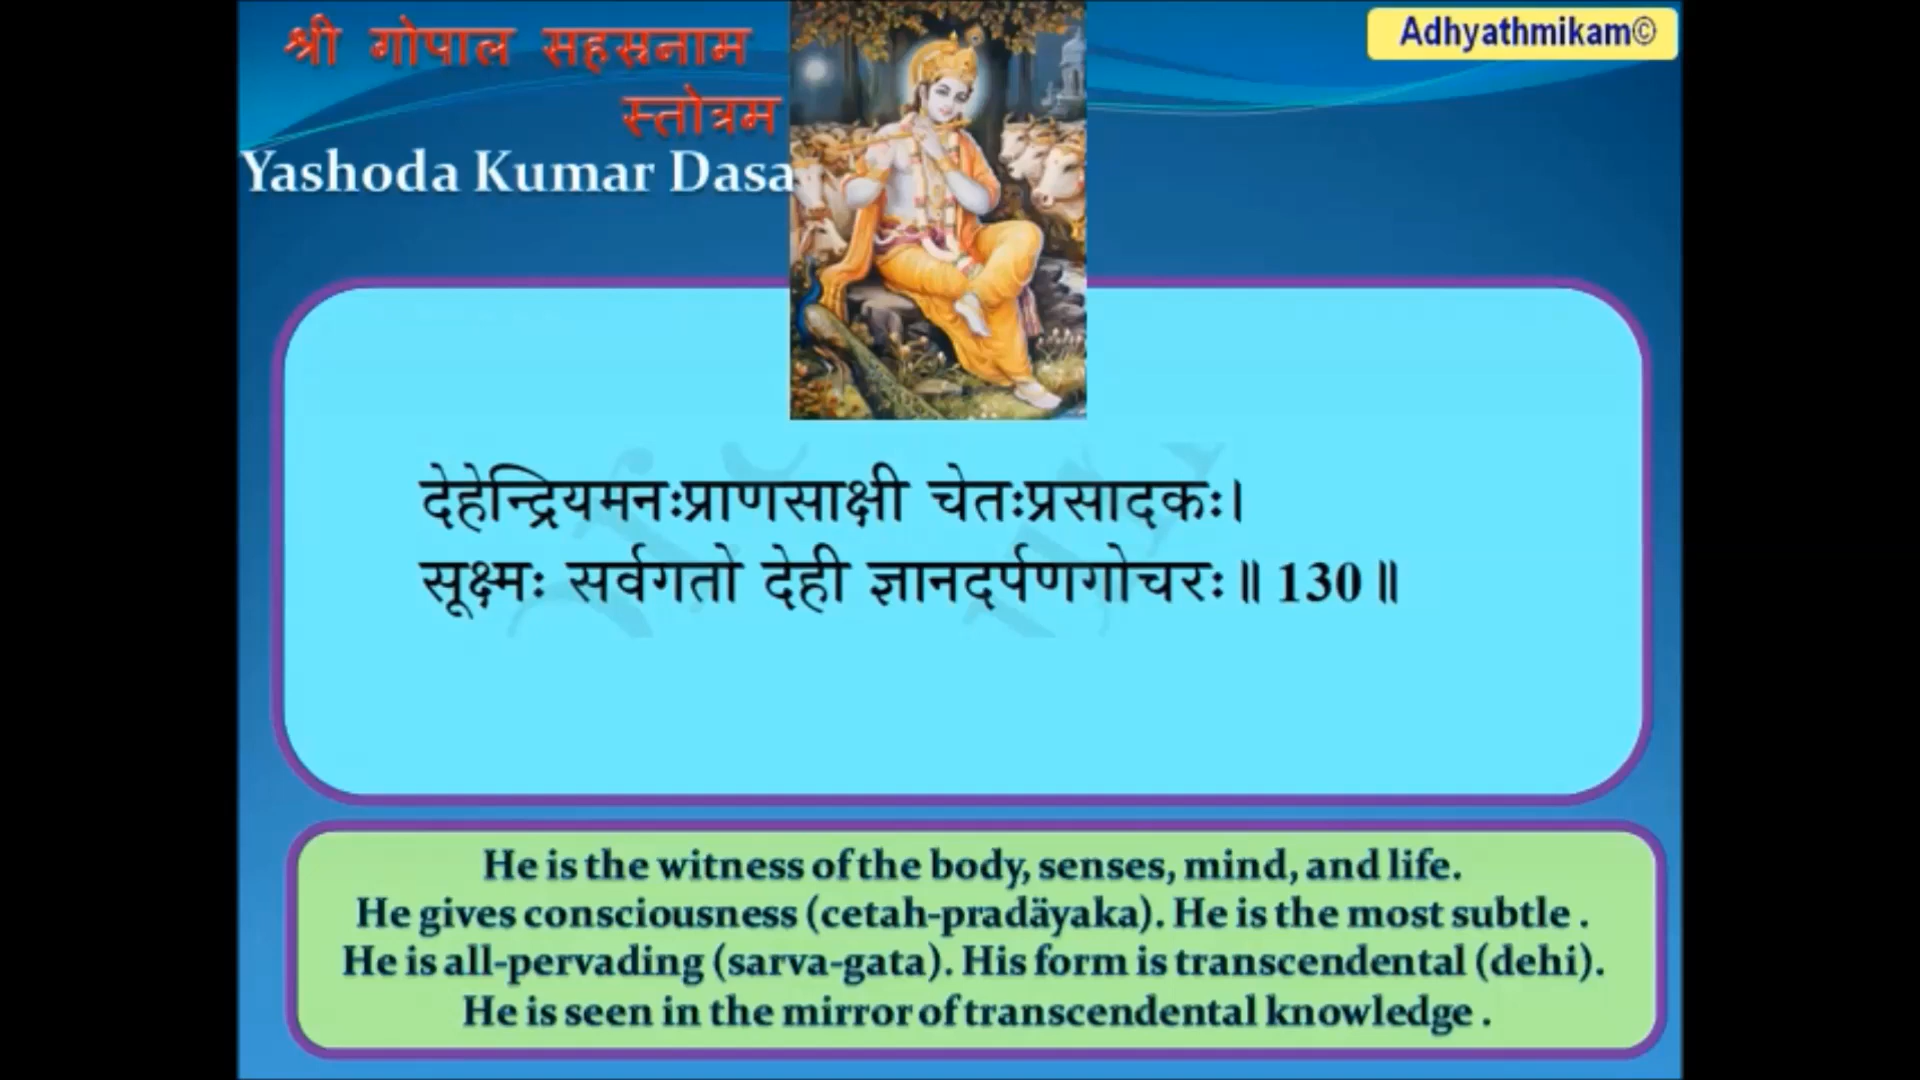 श्री गोपाल सहस्रनाम
स्तोत्रम
Yashoda Kumar Dasa
Adhyathmikam©
देहेन्द्रियमनःप्राणसाक्षी चेतःप्रसादकः।
सूक्ष्मः सर्वगतो देही ज्ञानदर्पणगोचरः॥ 130॥
He is the witness of the body, senses, mind, and life.
He gives consciousness (cetah-pradäyaka). He is the most subtle .
He is all-pervading (sarva-gata). His form is transcendental (dehi).
He is seen in the mirror of transcendental knowledge .